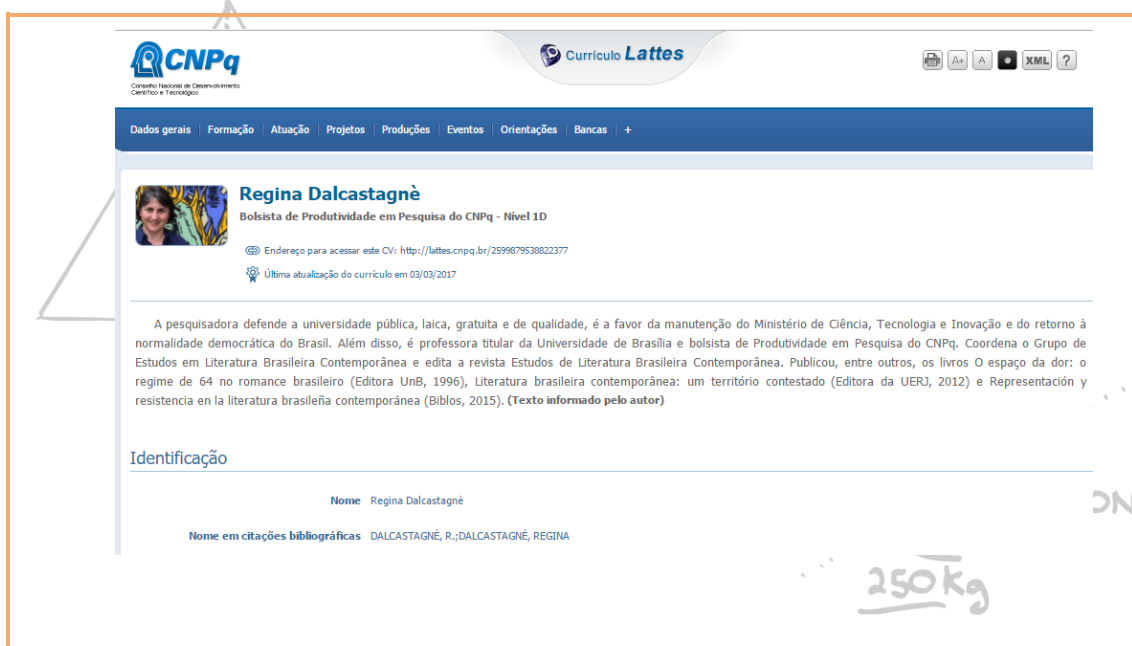 CNPq
Conselho Nacional de Desenvolvimento
Científico e Tecnológico
Currículo Lattes
A+ A XML ?
Dados gerais Formação Atuação Projetos Produções Eventos Orientações Bancas +
Regina Dalcastagnè
Bolsista de Produtividade em Pesquisa do CNPq - Nível 1D
Endereço para acessar este CV: http://lattes.cnpq.br/2599879538822377
Última atualização do currículo em 03/03/2017
A pesquisadora defende a universidade pública, laica, gratuita e de qualidade, é a favor da manutenção do Ministério de Ciência, Tecnologia e Inovação e do retorno à
normalidade democrática do Brasil. Além disso, é professora titular da Universidade de Brasília e bolsista de Produtividade em Pesquisa do CNPq. Coordena o Grupo de
Estudos em Literatura Brasileira Contemporânea e edita a revista Estudos de Literatura Brasileira Contemporânea. Publicou, entre outros, os livros O espaço da dor: o
regime de 64 no romance brasileiro (Editora UnB, 1996), Literatura brasileira contemporânea: um território contestado (Editora da UERJ, 2012) e Representación y
resistencia en la literatura brasileña contemporánea (Biblos, 2015). (Texto informado pelo autor)
Identificação
Nome Regina Dalcastagnè
ON
Nome em citações bibliográficas DALCASTAGNÈ, R.;DALCASTAGNÈ, REGINA
250kg